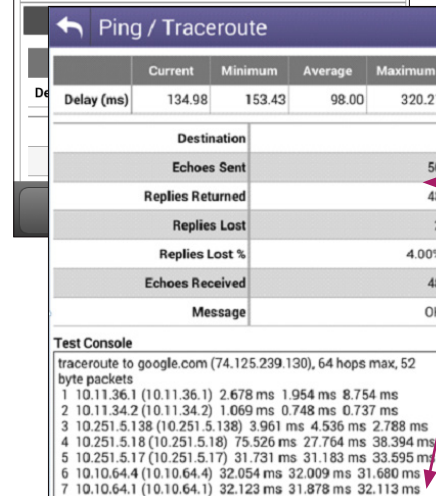 Ping / Traceroute
Current Minimum Average Maximum
De
Delay (ms) 134.98 153.43 98.00 320.2
Destination
Echoes Sent
Replies Returned
Replies Lost
Replies Lost % 4.00%
Echoes Received
Message
Test Console
traceroute to google.com (74.125.239.130), 64 hops max, 52
byte packets
1 10.11.36.1 (10.11.36.1) 2.678 ms 1.954 ms 8.754 ms
2 10.11.34.2 (10.11.34.2) 1.069 ms 0.748 ms 0.737 ms
3 10.251.5.138 (10.251.5.138) 3.961 ms 4.536 ms 2.788 ms
4 10.251.5.18 (10.251.5.18) 75.526 ms 27.764 ms 38.394 ms
5 10.251.5.17 (10.251.5.17) 31.731 ms 31.183 ms 33.595 ms
6 10.10.64.4 (10.10.64.4) 32.054 ms 32.009 ms 31.680 ms
7 10.10.64.1 (10.10.64.1) 32.123 ms 31.878 ms 32.113 ms